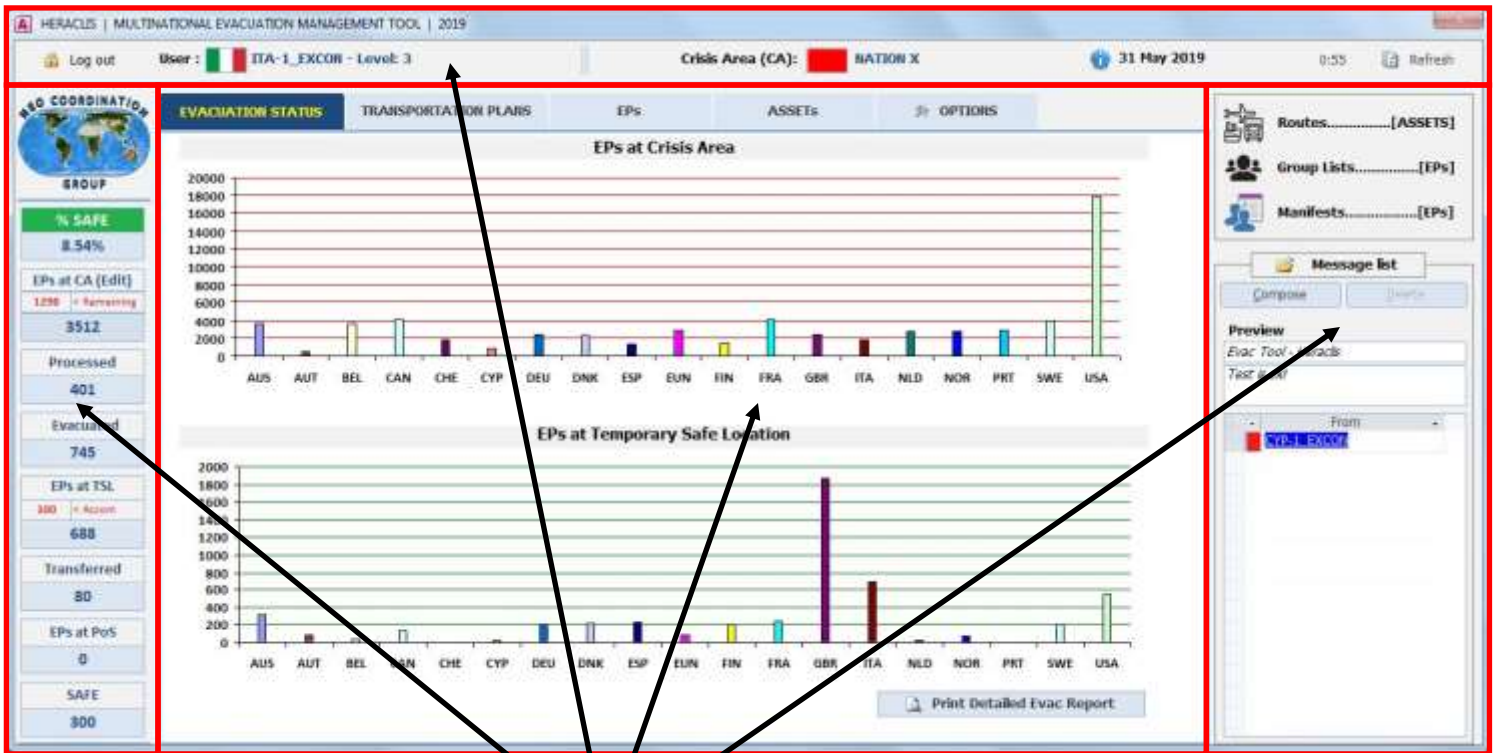 HERACLIS | MULTINATIONAL EVACUATION MANAGEMENT TOOL | 2019
Log out User : ITA-1_EXCON - Level: 3 Crisis Area (CA): NATION X 31 May 2019 0:55 Refresh
NEO COORDINATION
GROUP
% SAFE
8.54%
EPs at CA (Edit)
1298 < Remaining
3512
Processed
401
Evacuated
745
EPs at TSL
300 < Accom
688
Transferred
80
EPs at PoS
0
SAFE
300
EVACUATION STATUS TRANSPORTATION PLANS EPs ASSETs OPTIONS
EPs at Crisis Area
20000
18000
16000
14000
12000
10000
8000
6000
4000
2000
0
AUS AUT BEL CAN CHE CYP DEU DNK ESP EUN FIN FRA GBR ITA NLD NOR PRT SWE USA
EPs at Temporary Safe Location
2000
1800
1600
1400
1200
1000
800
600
400
200
0
AUS AUT BEL CAN CHE CYP DEU DNK ESP EUN FIN FRA GBR ITA NLD NOR PRT SWE USA
Print Detailed Evac Report
Routes..............[ASSETS]
Group Lists..............[EPs]
Manifests................[EPs]
Message list
Compose Delete
Preview
Evac Tool - Heraclis
Test
From
CYP-1_EXCON